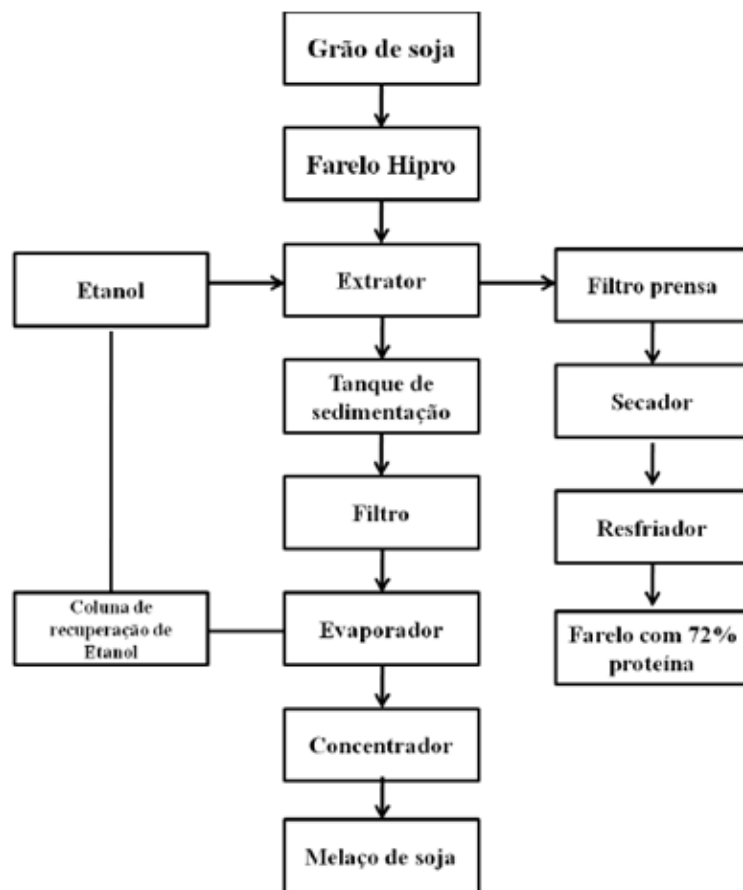 Grão de soja
Farelo Hipro
Etanol
Extrator
Filtro prensa
Tanque de
sedimentação
Secador
Filtro
Resfriador
Coluna de
recuperação de
Etanol
Evaporador
Farelo com 72%
proteína
Concentrador
Melaço de soja